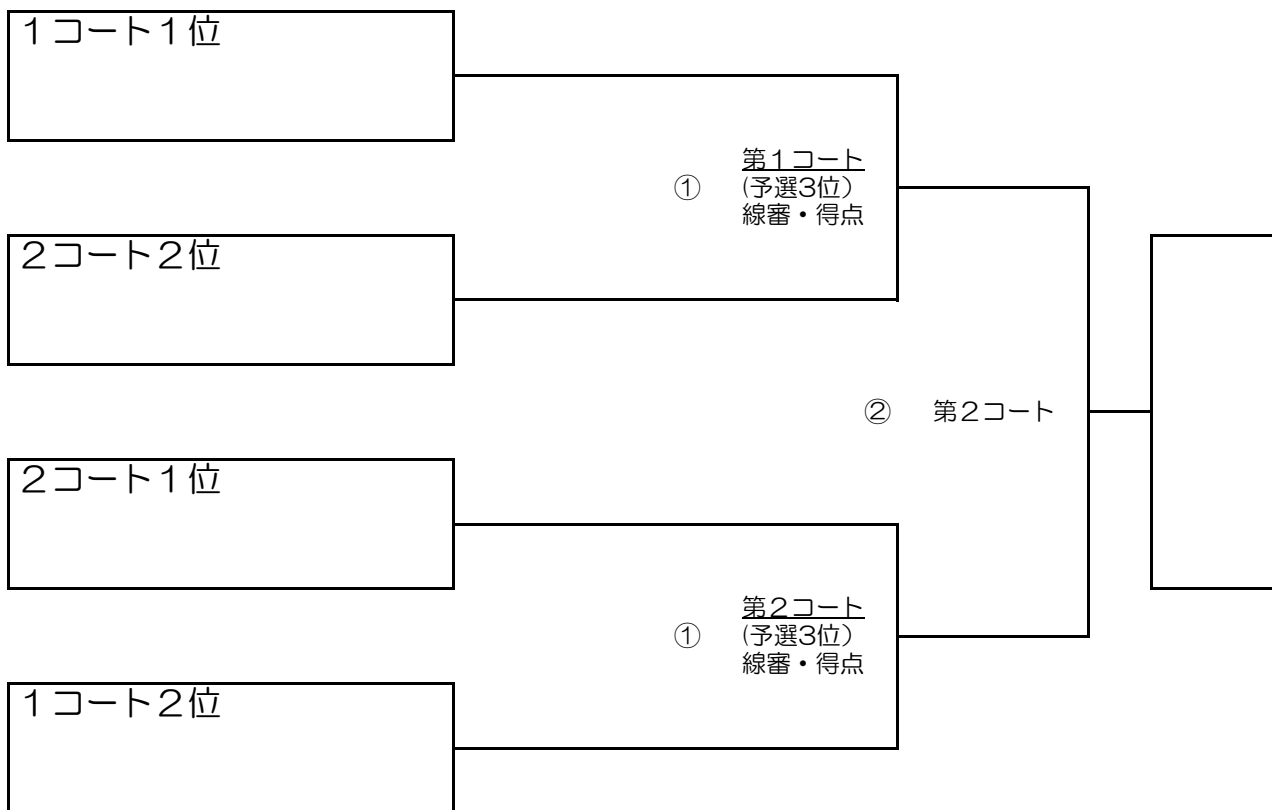 １コート１位
①
第１コート
(予選3位）
線審・得点
２コート２位
② 第２コート
２コート１位
①
第２コート
(予選3位）
線審・得点
１コート２位